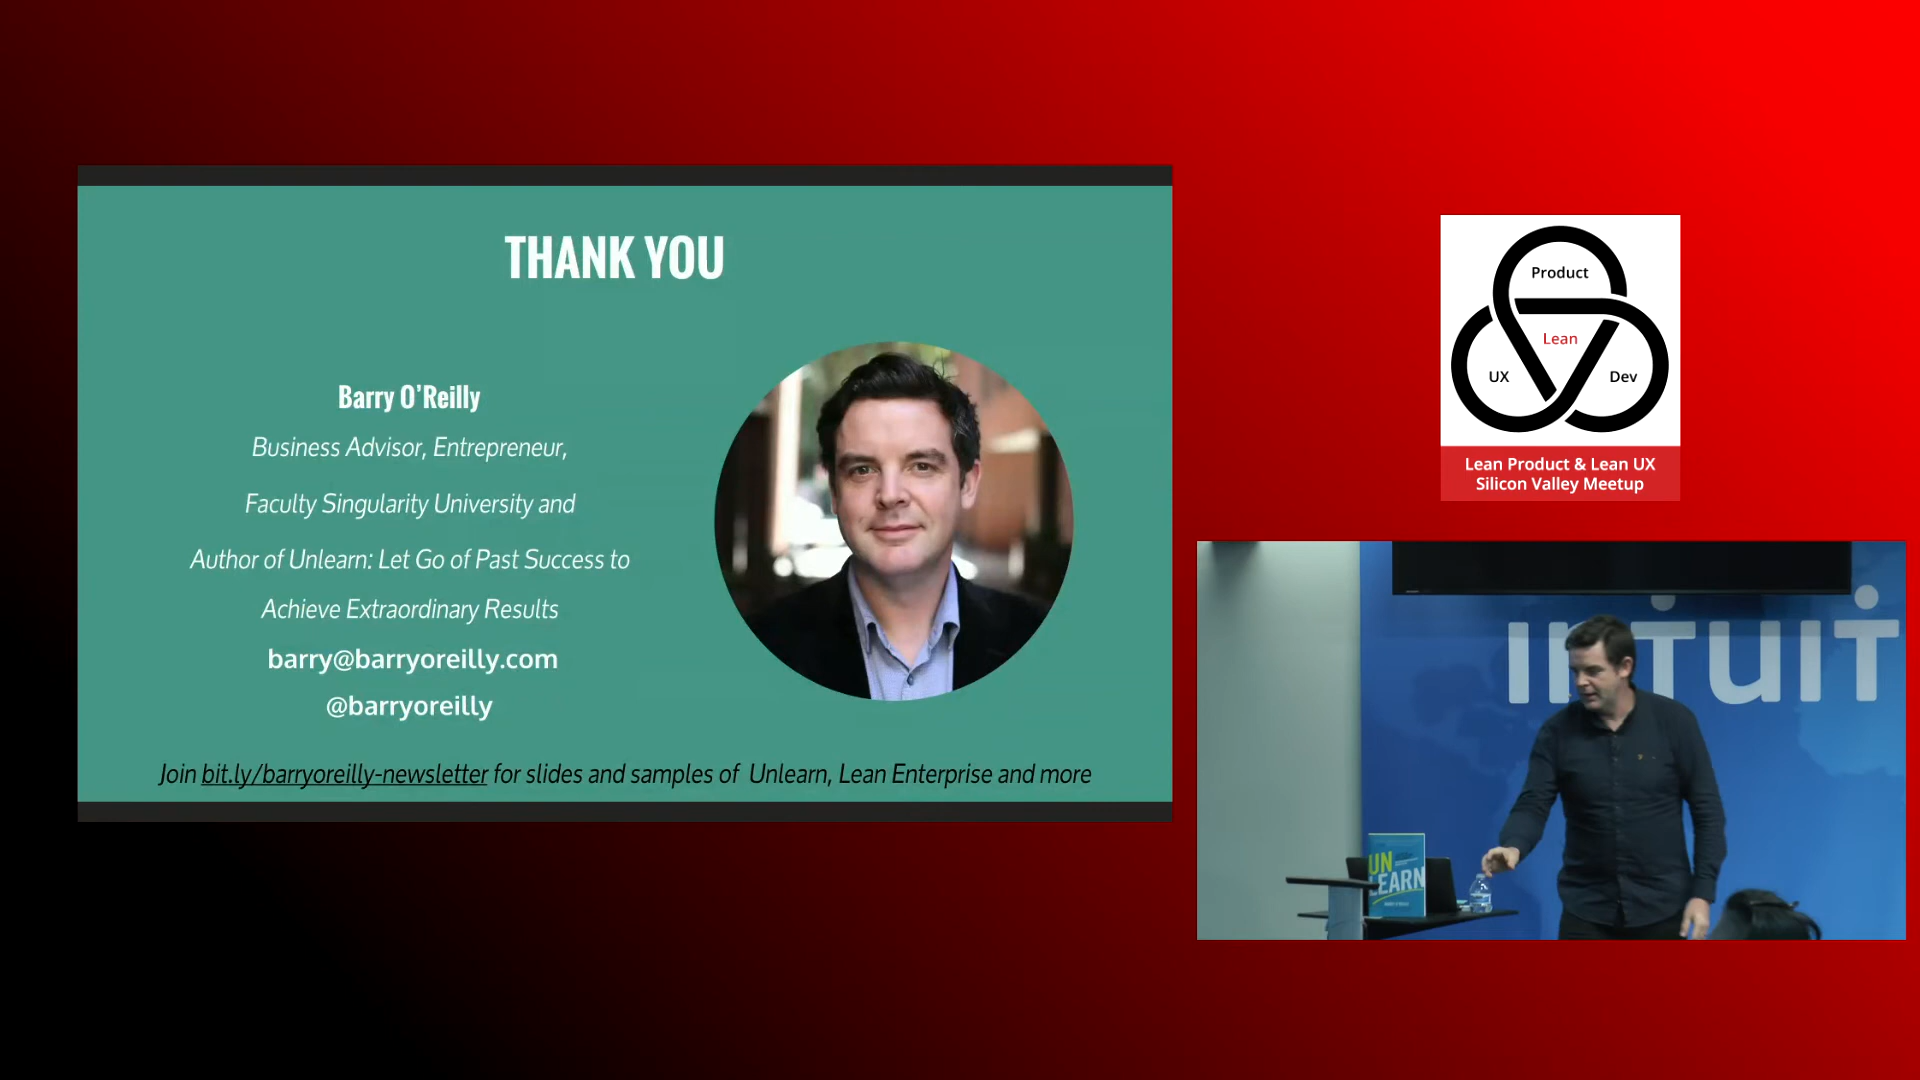 THANK YOU
Barry O'Reilly
Business Advisor, Entrepreneur,
Faculty Singularity University and
Author of Unlearn: Let Go of Past Success to
Achieve Extraordinary Results
barry@barryoreilly.com
@barryoreilly
Join bit.ly/barryoreilly-newsletter for slides and samples of Unlearn, Lean Enterprise and more
Product
Lean
UX
Dev
Lean Product & Lean UX
Silicon Valley Meetup
INTUIT
UN
LEARN